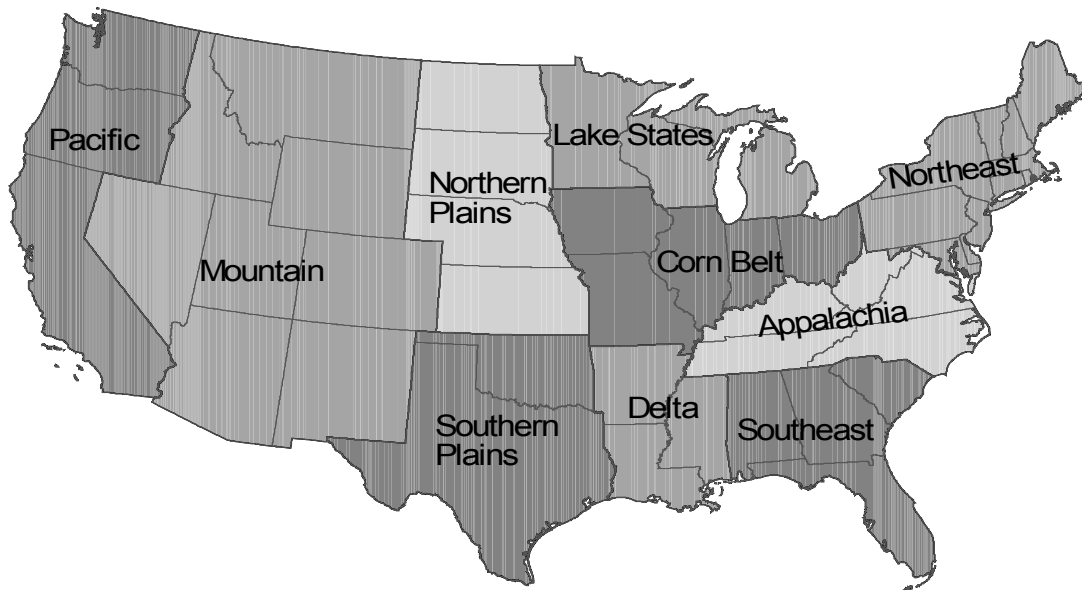 Pacific
Lake States
Northeast
Northern
Plains
Mountain
Corn Belt
Appalachia
Delta
Southern
Plains
Southeast